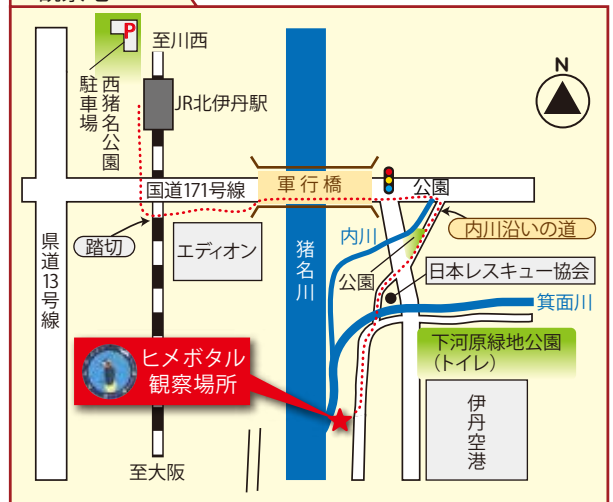 P
至川西
西猪名公園
駐車場
JR北伊丹駅
N
国道171号線
軍行橋
公園
踏切
エディオン
内川
内川沿いの道
県道13号線
猪名川
公園
日本レスキュー協会
箕面川
ヒメボタル
観察場所
下河原緑地公園
(トイレ)
伊丹空港
至大阪